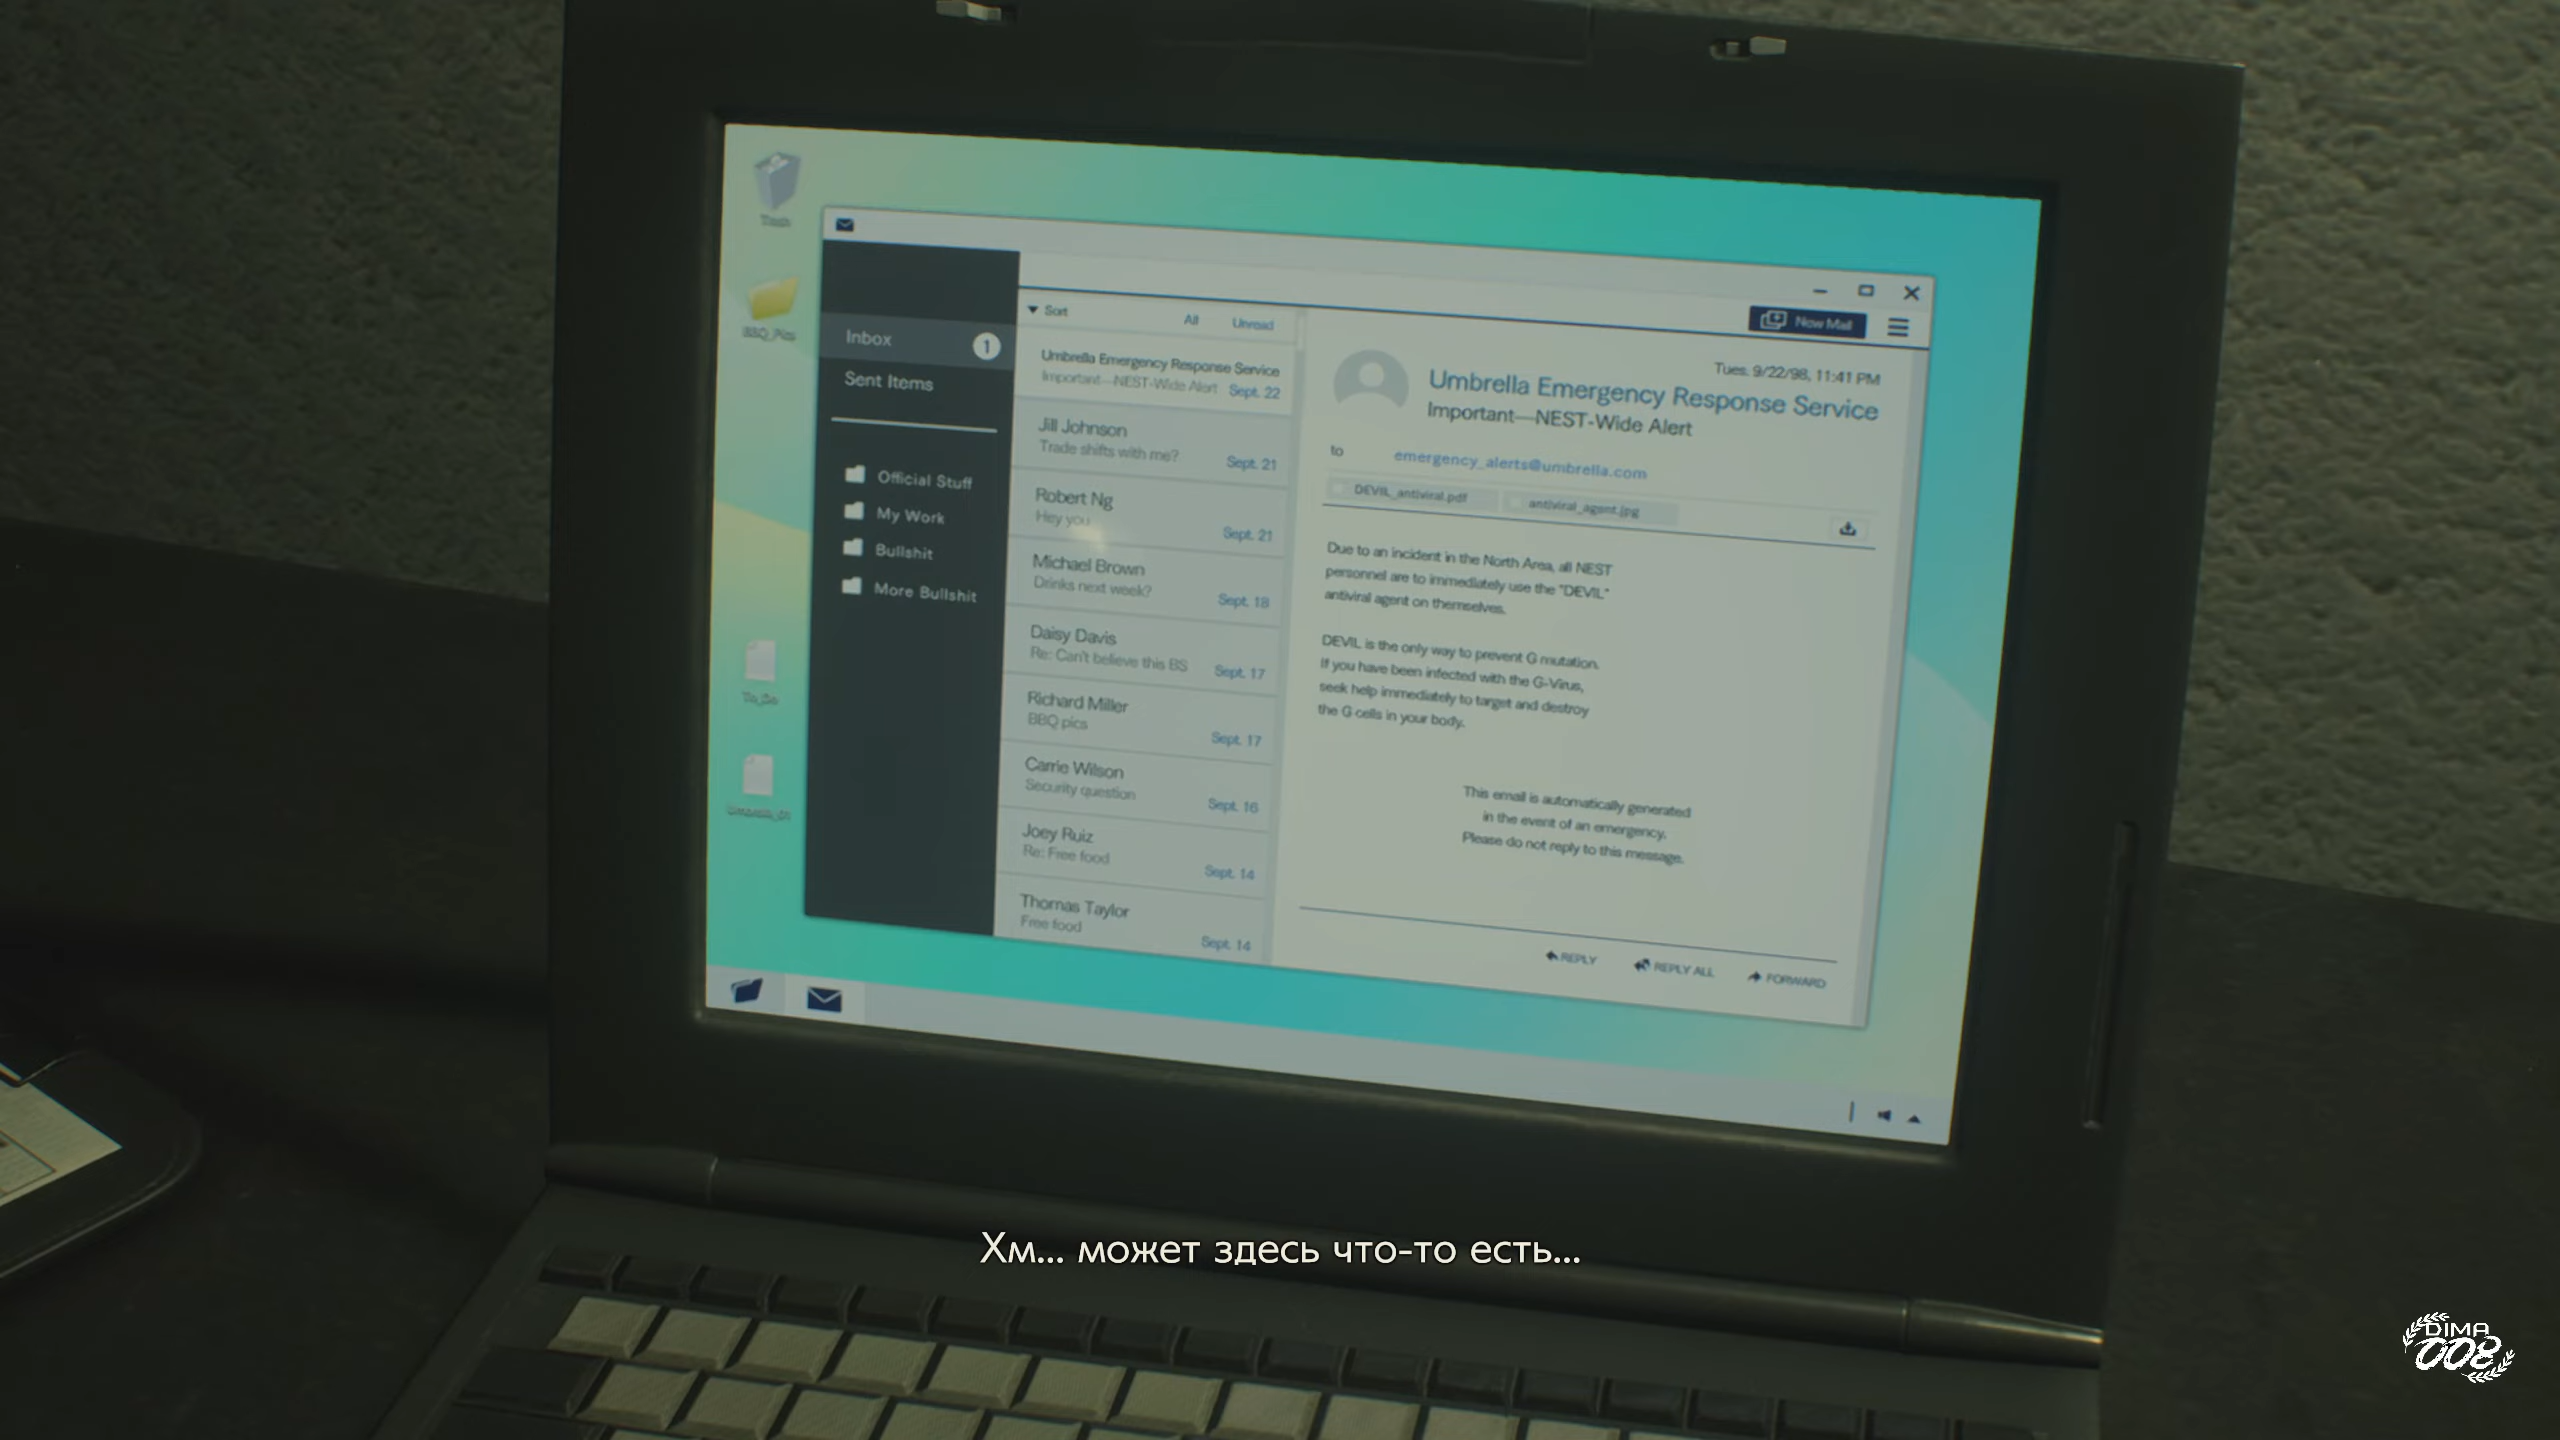 Trash
BBQ_Pics
To_Do
Inbox
1
Sent Items
Official Stuff
My Work
Bullshit
More Bullshit
Sort
All
Unread
Umbrella Emergency Response Service
Important—NEST-Wide Alert
Sept. 22
Jill Johnson
Trade shifts with me?
Sept. 21
Robert Ng
Hey you
Sept. 21
Michael Brown
Drinks next week?
Sept. 18
Daisy Davis
Re: Can't believe this BS
Sept. 17
Richard Miller
BBQ pics
Sept. 17
Carrie Wilson
Security question
Sept. 16
Joey Ruiz
Re: Free food
Sept. 14
Thomas Taylor
Free food
Sept. 14
New Mail
Tues. 9/22/98, 11:41 PM
Umbrella Emergency Response Service
Important—NEST-Wide Alert
to
emergency_alerts@umbrella.com
DEVIL_antiviral.pdf
antiviral_agent.jpg
Due to an incident in the North Area, all NEST
personnel are to immediately use the "DEVIL"
antiviral agent on themselves.
DEVIL is the only way to prevent G mutation.
If you have been infected with the G-Virus,
seek help immediately to target and destroy
the G cells in your body.
This email is automatically generated
in the event of an emergency.
Please do not reply to this message.
REPLY
REPLY ALL
FORWARD
Хм... может здесь что-то есть...
DIMA
008